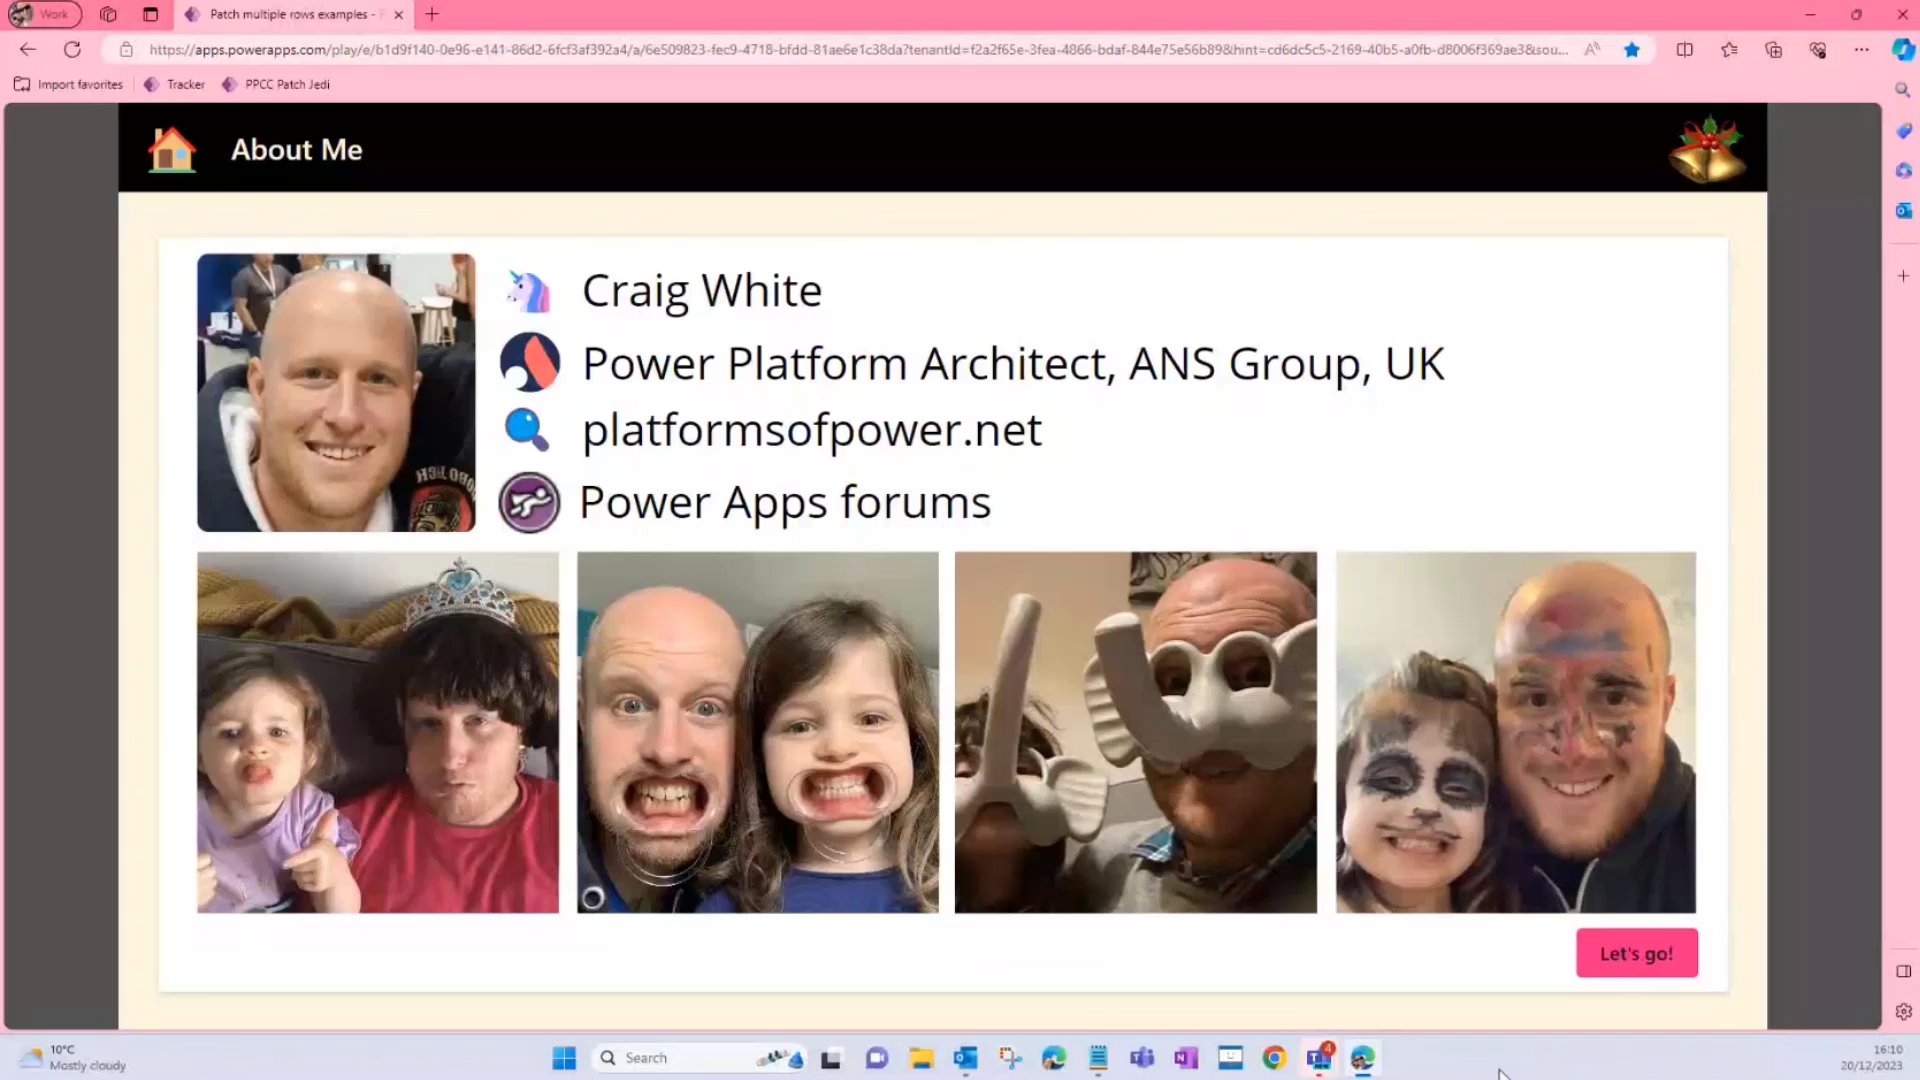 Work
Patch multiple rows examples -
https://apps.powerapps.com/play/e/b1d9f140-0e96-e141-86d2-6fcf3af392a4/a/6e509823-fec9-4718-bfdd-81ae6e1c38da?tenantId=f2a2f65e-3fea-4866-bdaf-844e75e56b89&hint=cd6dc5c5-2169-40b5-a0fb-d8006f369ae3&sou...
Import favorites
Tracker
PPCC Patch Jedi
About Me
Craig White
Power Platform Architect, ANS Group, UK
platformsofpower.net
Power Apps forums
Let's go!
10°C
Mostly cloudy
Search
4
16:10
20/12/2023